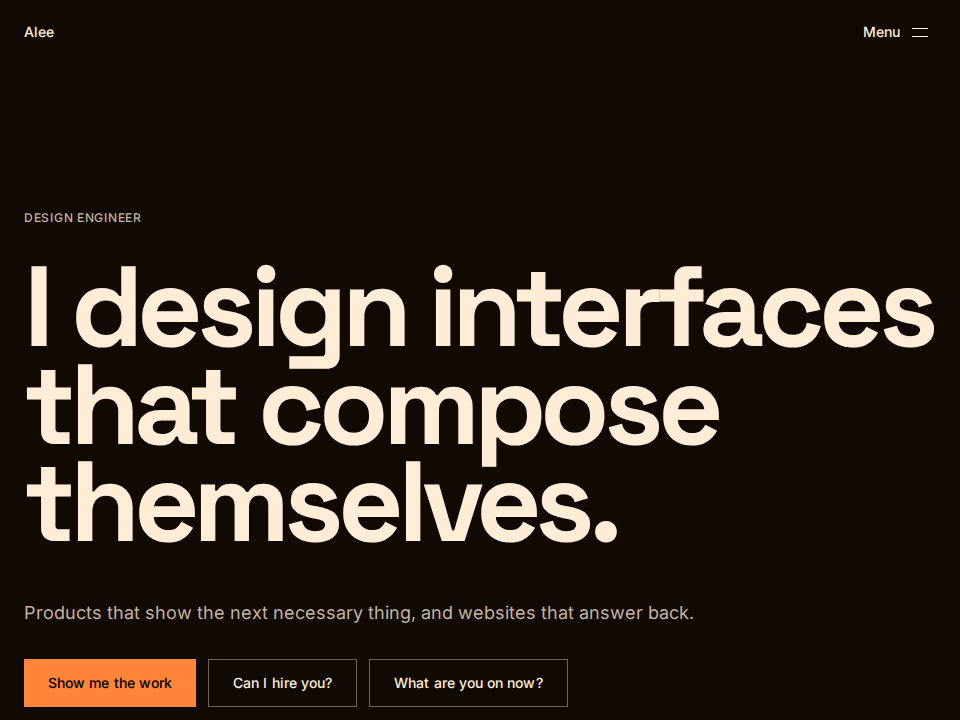 Alee
Menu
DESIGN ENGINEER
I design interfaces
that compose
themselves.
Products that show the next necessary thing, and websites that answer back.
Show me the work
Can I hire you?
What are you on now?